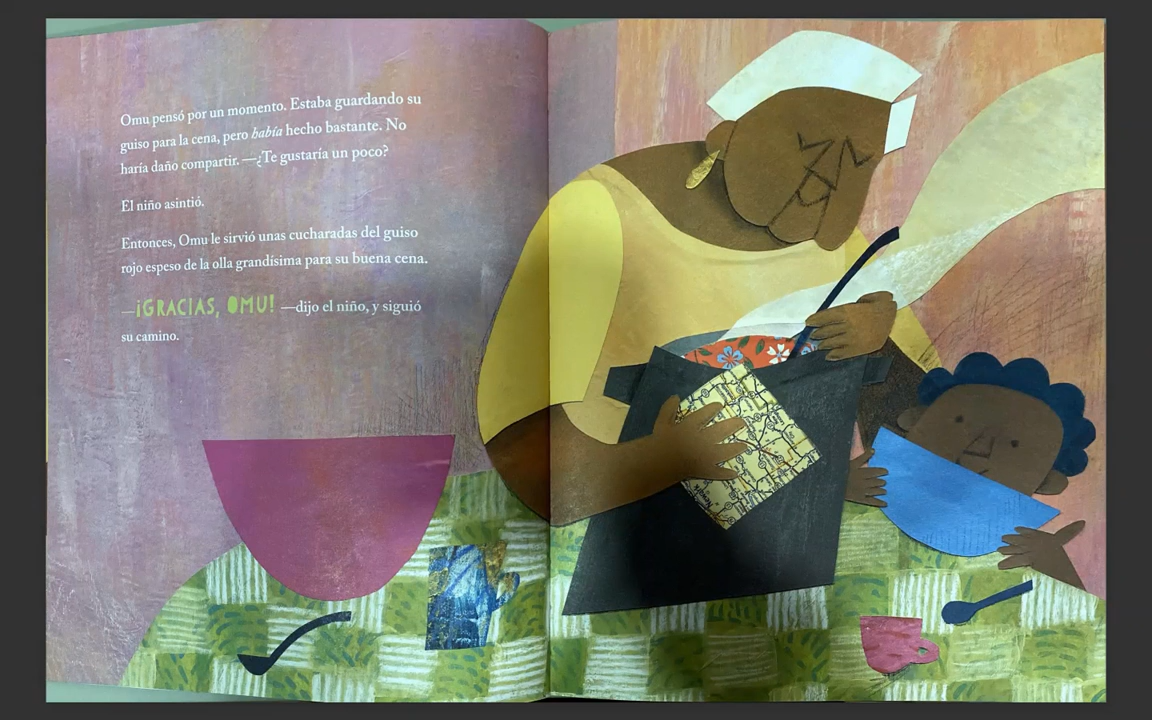 Omu pensó por un momento. Estaba guardando su
guiso para la cena, pero había hecho bastante. No
haría daño compartir. —¿Te gustaría un poco?
El niño asintió.
Entonces, Omu le sirvió unas cucharadas del guiso
rojo espeso de la olla grandísima para su buena cena.
—¡GRACIAS, OMU! —dijo el niño, y siguió
su camino.